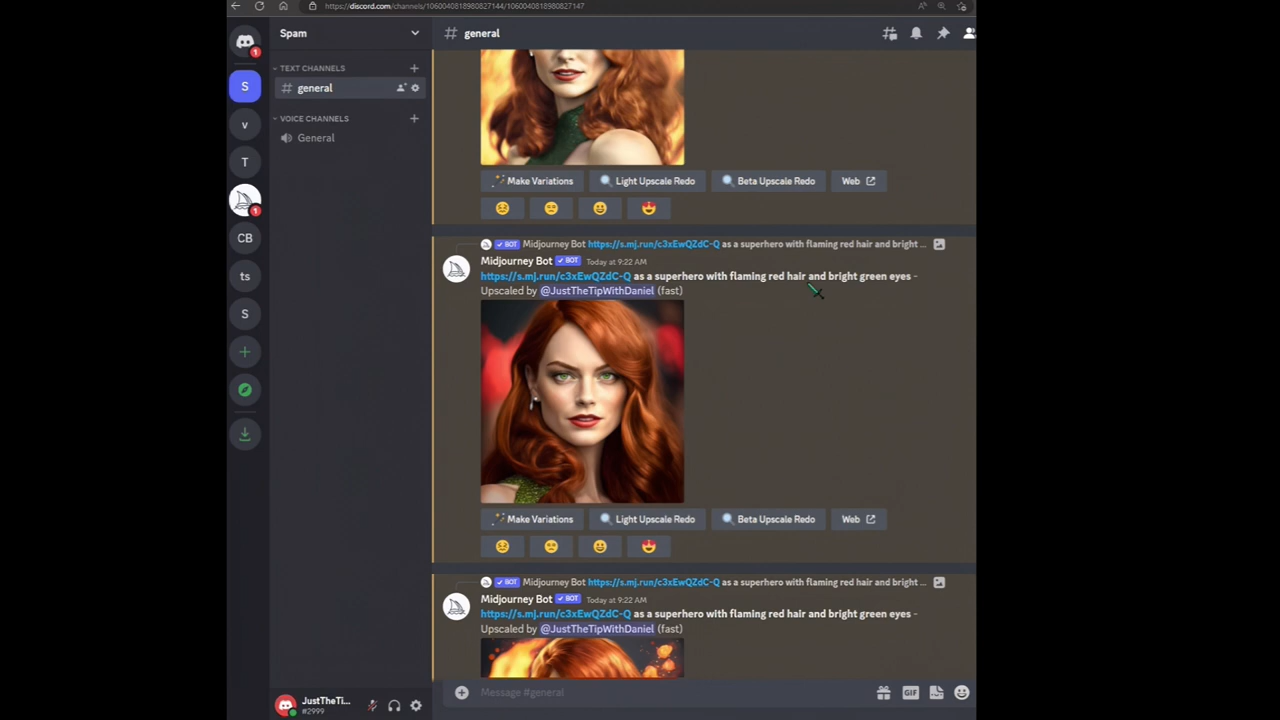 https://discord.com/channels/1060040818980827144/1060040818980827147
Spam
general
1
TEXT CHANNELS
general
VOICE CHANNELS
General
S
v
T
1
CB
ts
S
Make Variations
Light Upscale Redo
Beta Upscale Redo
Web
BOT Midjourney Bot https://s.mj.run/c3xEwQZdC-Q as a superhero with flaming red hair and bright ...
Midjourney Bot BOT Today at 9:22 AM
https://s.mj.run/c3xEwQZdC-Q as a superhero with flaming red hair and bright green eyes -
Upscaled by @JustTheTipWithDaniel (fast)
Make Variations
Light Upscale Redo
Beta Upscale Redo
Web
BOT Midjourney Bot https://s.mj.run/c3xEwQZdC-Q as a superhero with flaming red hair and bright ...
Midjourney Bot BOT Today at 9:22 AM
https://s.mj.run/c3xEwQZdC-Q as a superhero with flaming red hair and bright green eyes -
Upscaled by @JustTheTipWithDaniel (fast)
JustTheTi...
#2999
Message #general
GIF